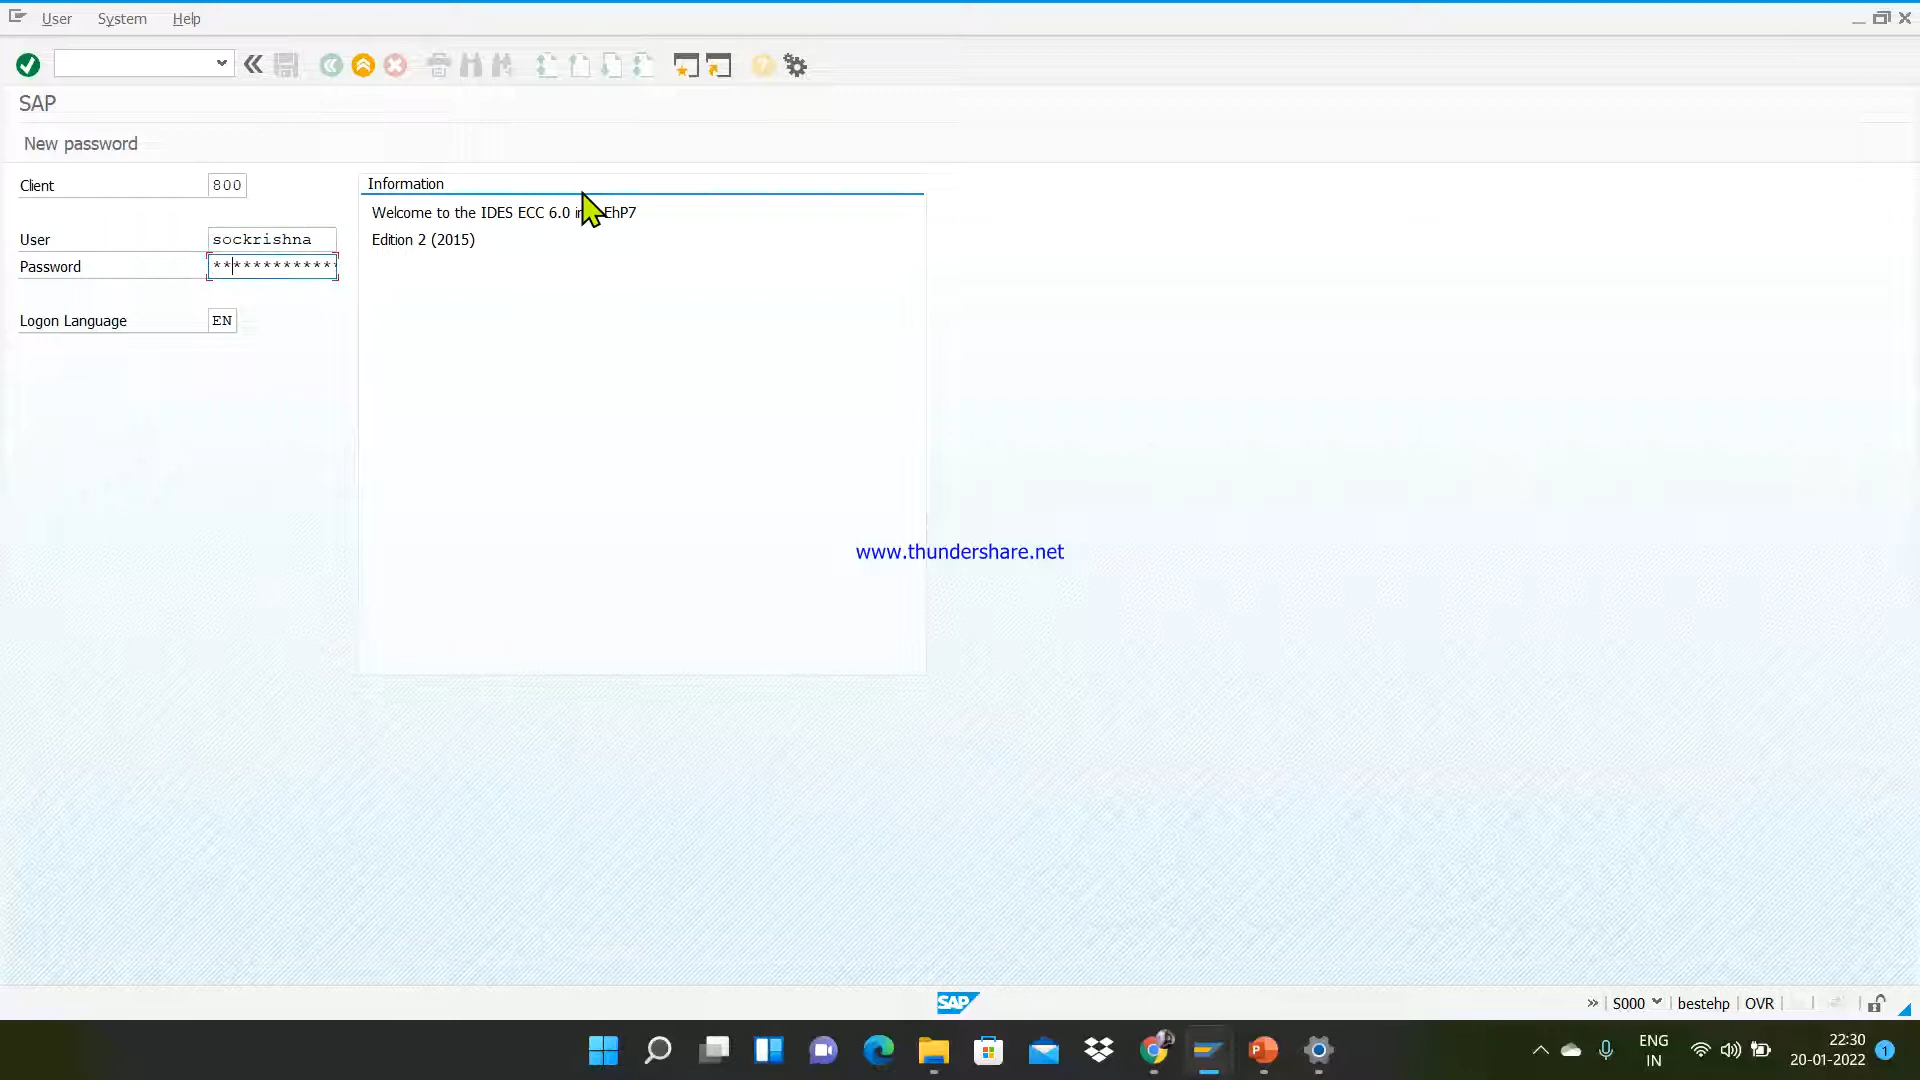 User System Help
SAP
New password
Client 800
Information
Welcome to the IDES ECC 6.0 EhP7
Edition 2 (2015)
User sockrishna
Password **************
Logon Language EN
www.thundershare.net
SAP
S000 bestehp OVR
ENG
IN
22:30
20-01-2022
1